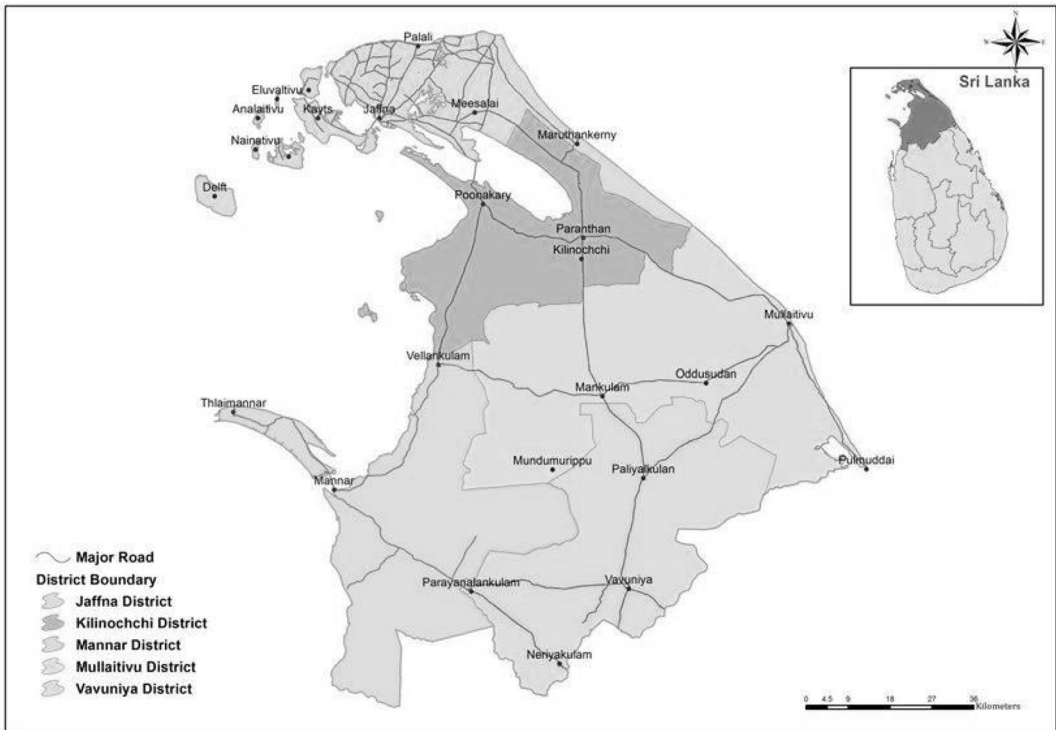 Palali
Eluvaltivu
Analaitivu
Kayts
Jaffna
Meesalai
Maruthankerny
Nainativu
Delft
Poonakary
Paranthan
Kilinochchi
Mullaitivu
Vellankulam
Oddusudan
Mankulam
Thlaimannar
Mundumurippu
Paliyalkulan
Pulmuddai
Mannar
Parayanalankulam
Vavuniya
Neriyakulam
N
W
E
S
Sri Lanka
Major Road
District Boundary
Jaffna District
Kilinochchi District
Mannar District
Mullaitivu District
Vavuniya District
0 4.5 9 18 27 36
Kilometers